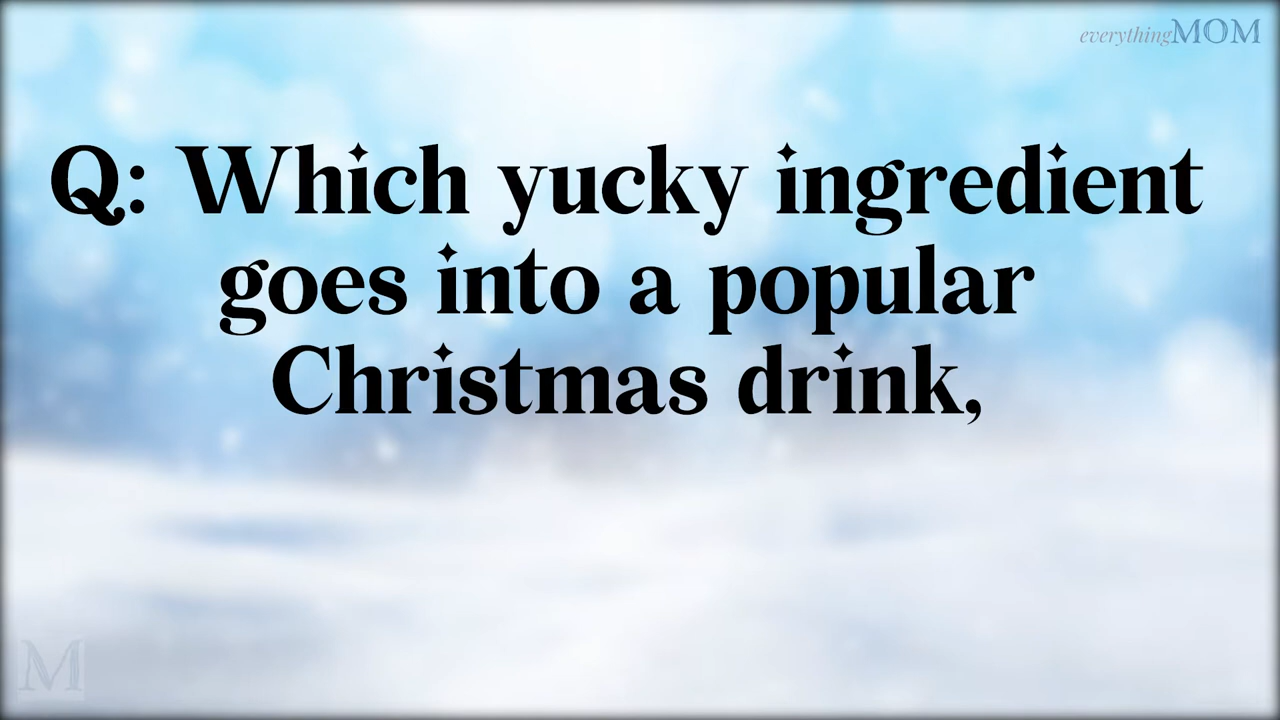 everythingMOM
Q: Which yucky ingredient
goes into a popular
Christmas drink,
M